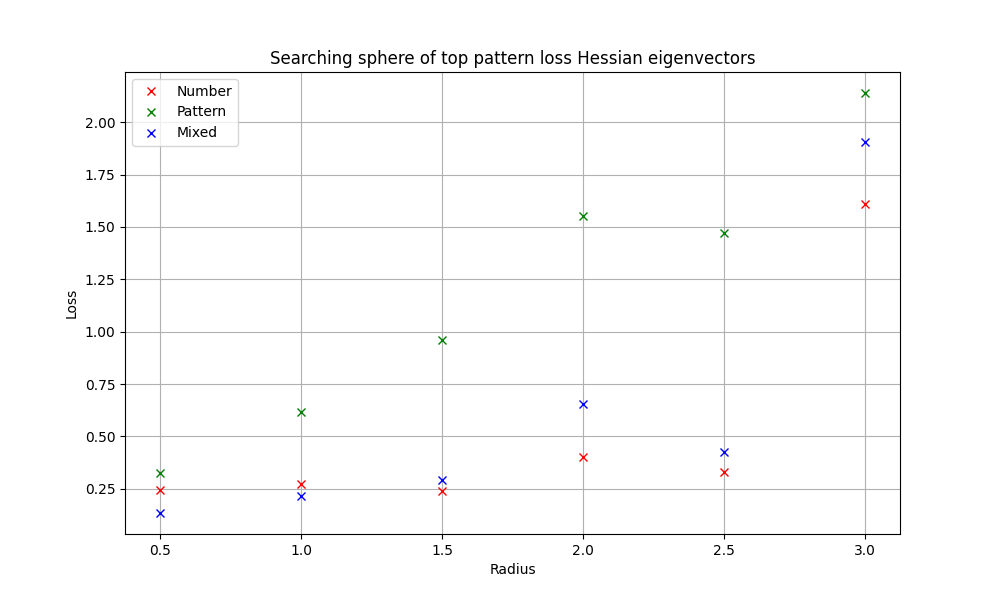 Searching sphere of top pattern loss Hessian eigenvectors
Number
Pattern
Mixed
2.00
1.75
1.50
1.25
1.00
0.75
0.50
0.25
Loss
0.5 1.0 1.5 2.0 2.5 3.0
Radius